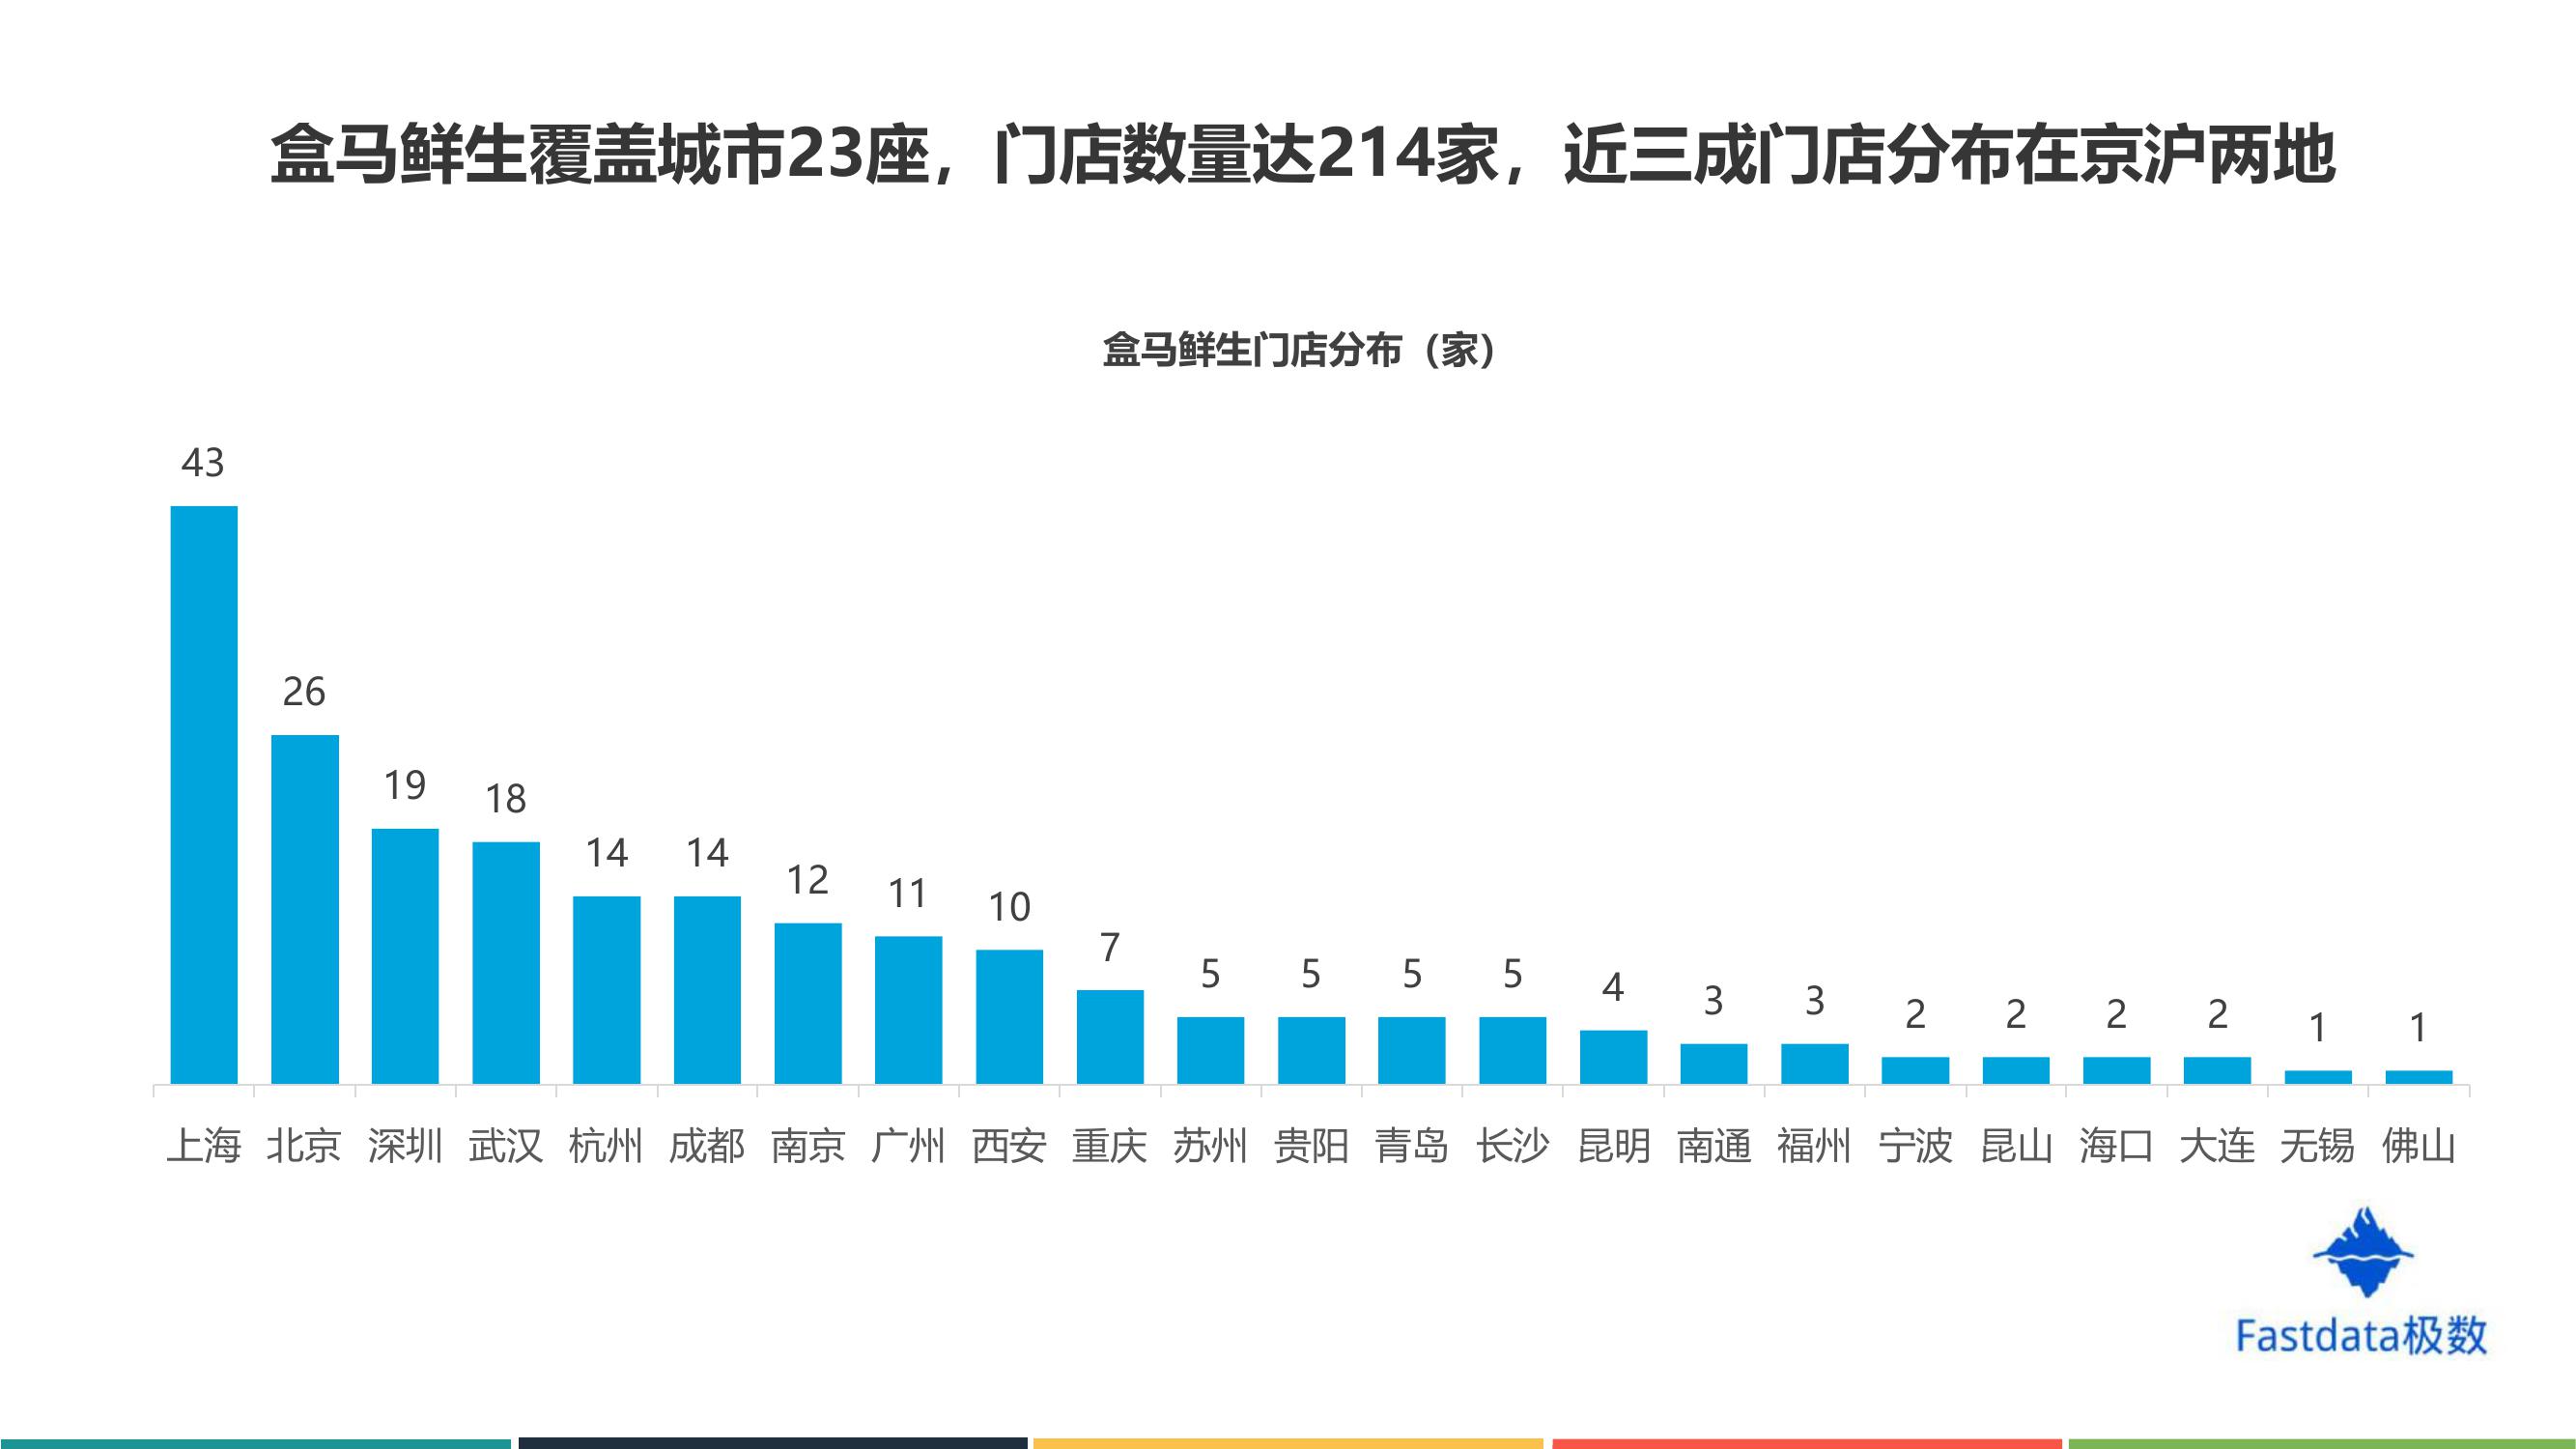 盒马鲜生覆盖城市23座，门店数量达214家，近三成门店分布在京沪两地
盒马鲜生门店分布（家）
43 26 19 18 14 14 12 11 10 7 5 5 5 5 4 3 3 2 2 2 2 1 1
上海 北京 深圳 武汉 杭州 成都 南京 广州 西安 重庆 苏州 贵阳 青岛 长沙 昆明 南通 福州 宁波 昆山 海口 大连 无锡 佛山
Fastdata极数